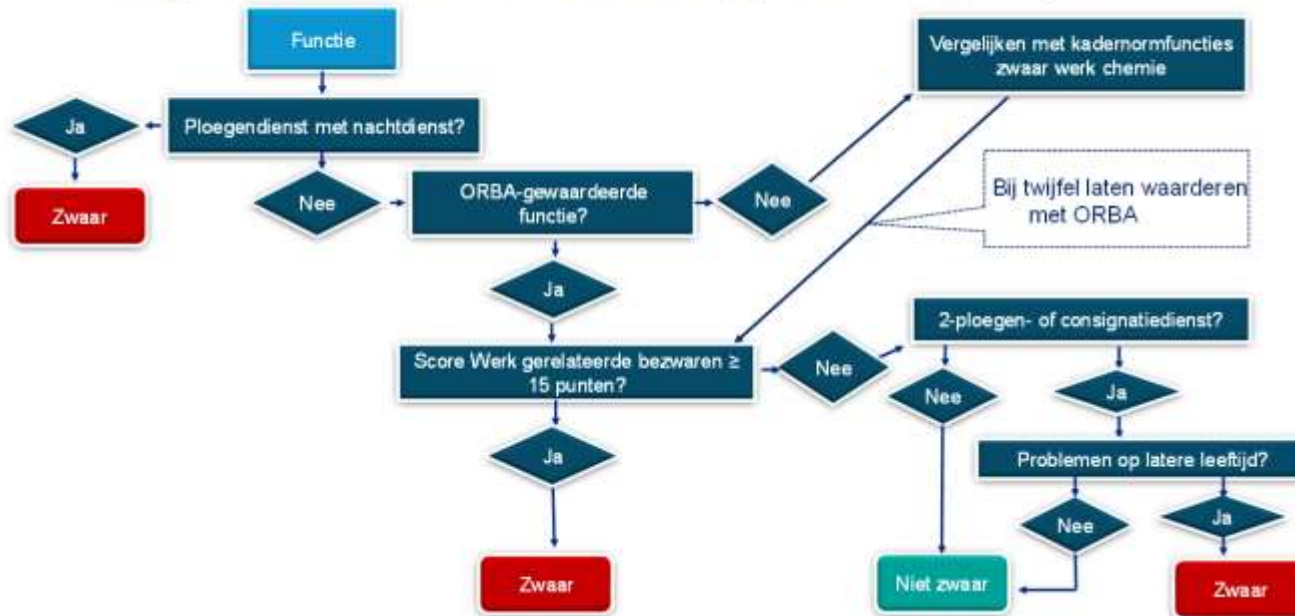 Functie
Vergelijken met kadernormfuncties
zwaar werk chemie
Ja
Ploegendienst met nachtdienst?
Zwaar
Nee
ORBA-gewaardeerde
functie?
Nee
Bij twijfel laten waarderen
met ORBA
Ja
2-ploegen- of consignatiedienst?
Score Werk gerelateerde bezwaren ≥
15 punten?
Nee
Nee
Ja
Ja
Problemen op latere leeftijd?
Nee
Ja
Zwaar
Niet zwaar
Zwaar